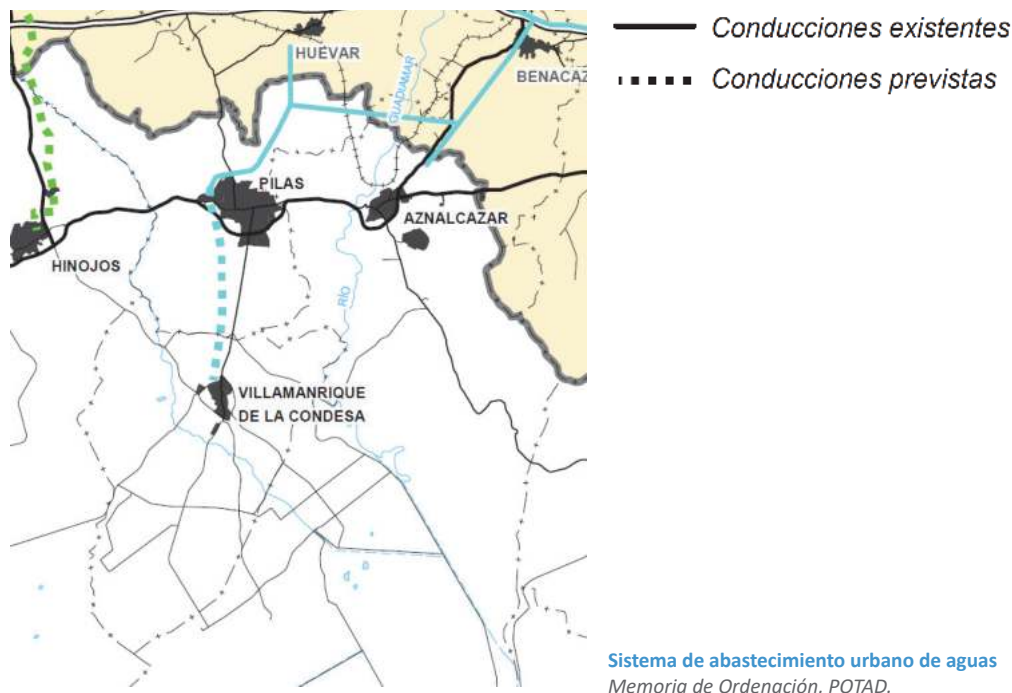 Conducciones existentes
Conducciones previstas
HUÉVAR
BENACAZ
GUADIAMAR
PILAS
AZNALCAZAR
HINOJOS
RÍO
VILLAMANRIQUE
DE LA CONDESA
Sistema de abastecimiento urbano de aguas
Memoria de Ordenación. POTAD.